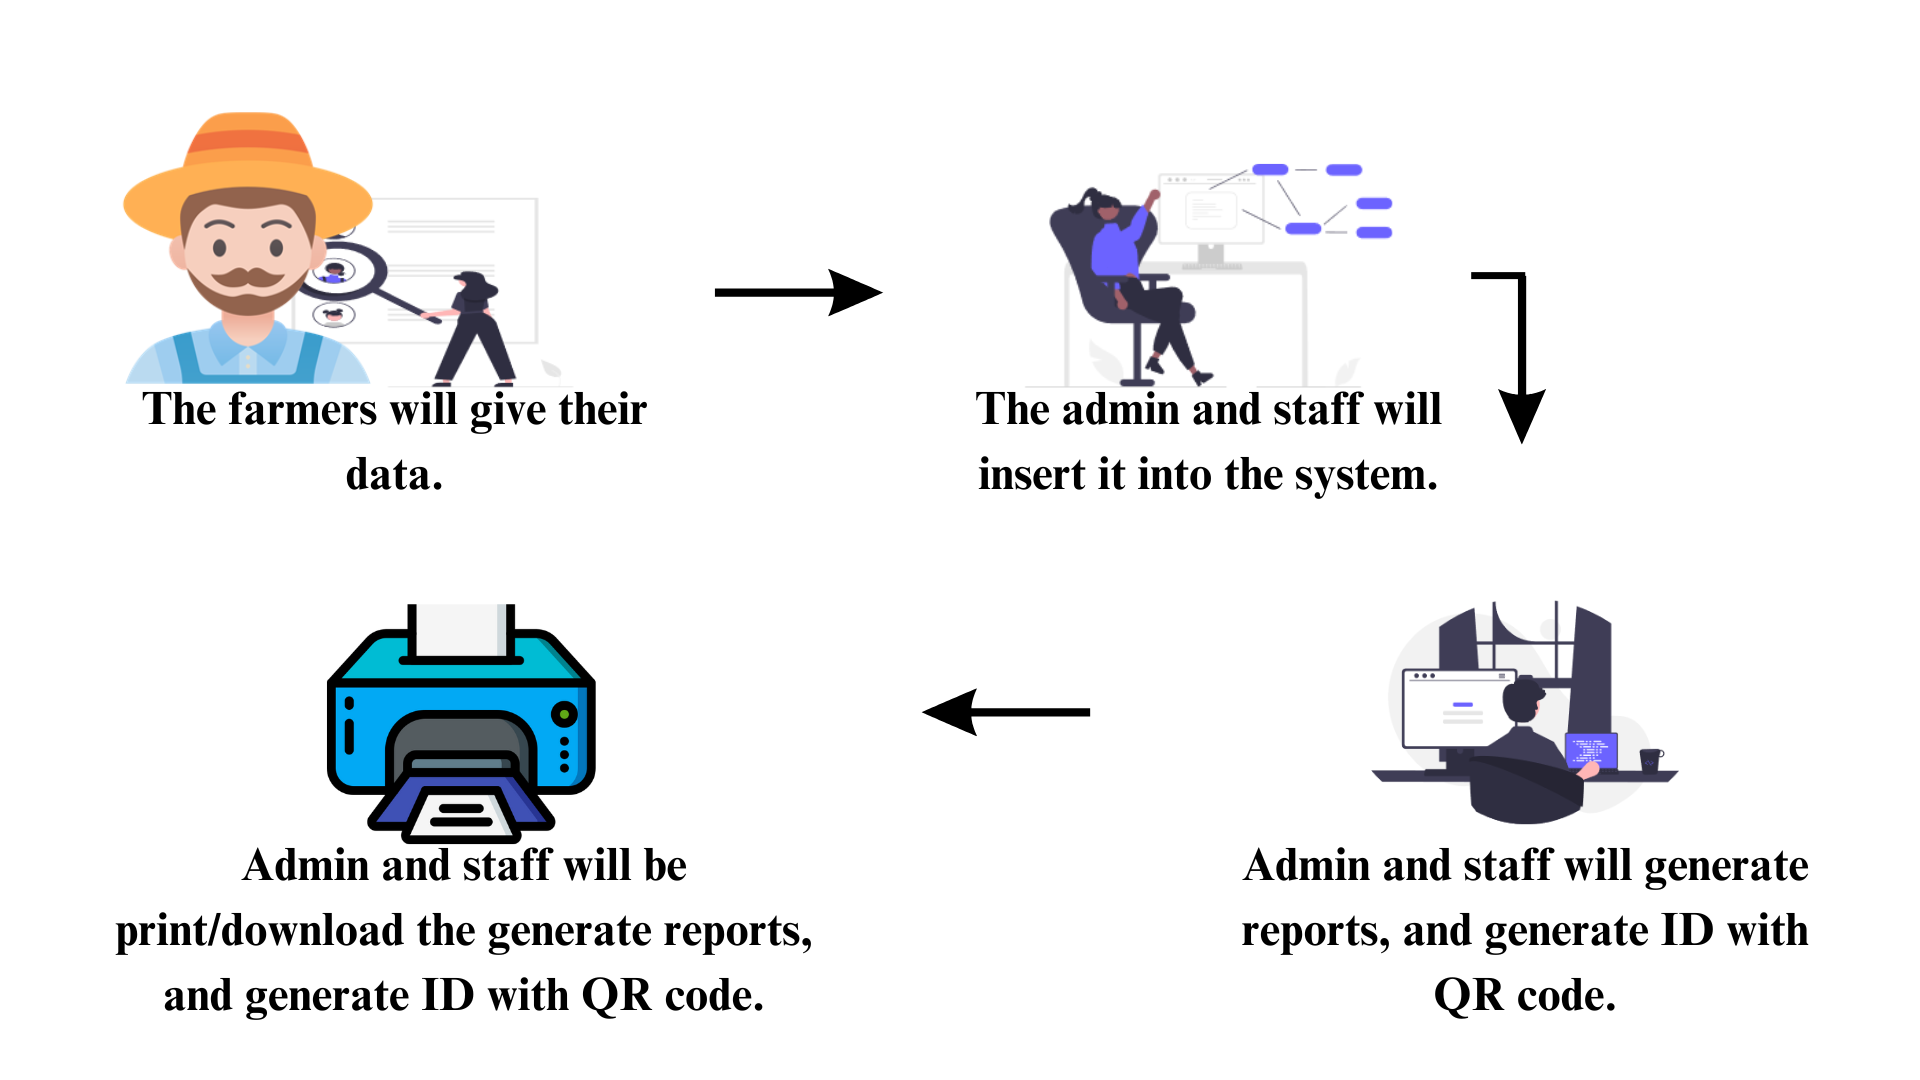 The farmers will give their
data.
The admin and staff will
insert it into the system.
Admin and staff will be
print/download the generate reports,
and generate ID with QR code.
Admin and staff will generate
reports, and generate ID with
QR code.